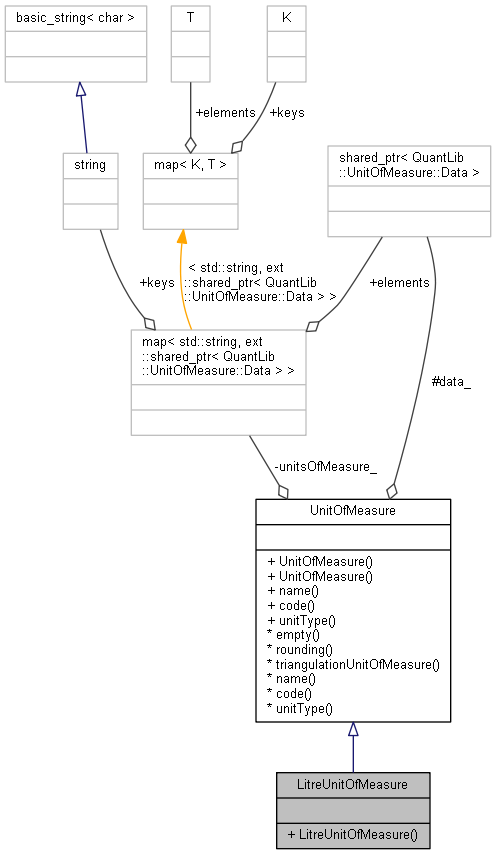 basic_string< char >
T
K
+elements
+keys
string
map< K, T >
shared_ptr< QuantLib
::UnitOfMeasure::Data >
+keys
< std::string, ext
::shared_ptr< QuantLib
::UnitOfMeasure::Data > >
+elements
map< std::string, ext
::shared_ptr< QuantLib
::UnitOfMeasure::Data > >
#data_
-unitsOfMeasure_
UnitOfMeasure
+ UnitOfMeasure()
+ UnitOfMeasure()
+ name()
+ code()
+ unitType()
* empty()
* rounding()
* triangulationUnitOfMeasure()
* name()
* code()
* unitType()
LitreUnitOfMeasure
+ LitreUnitOfMeasure()